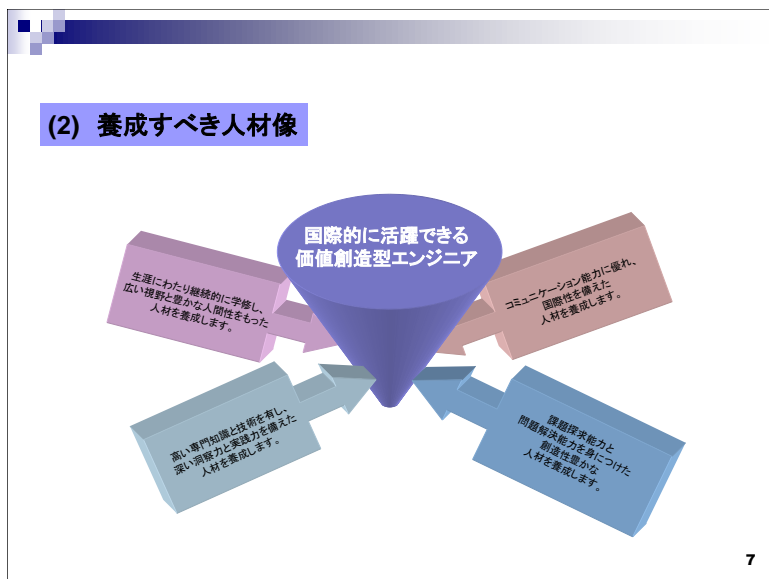 (2) 養成すべき人材像
国際的に活躍できる
価値創造型エンジニア
生涯にわたり継続的に学修し、
広い視野と豊かな人間性をもった
人材を養成します。
コミュニケーション能力に優れ、
国際性を備えた
人材を養成します。
高い専門知識と技術を有し、
深い洞察力と実践力を備えた
人材を養成します。
課題探求能力と
問題解決能力を身につけた
創造性豊かな
人材を養成します。
7